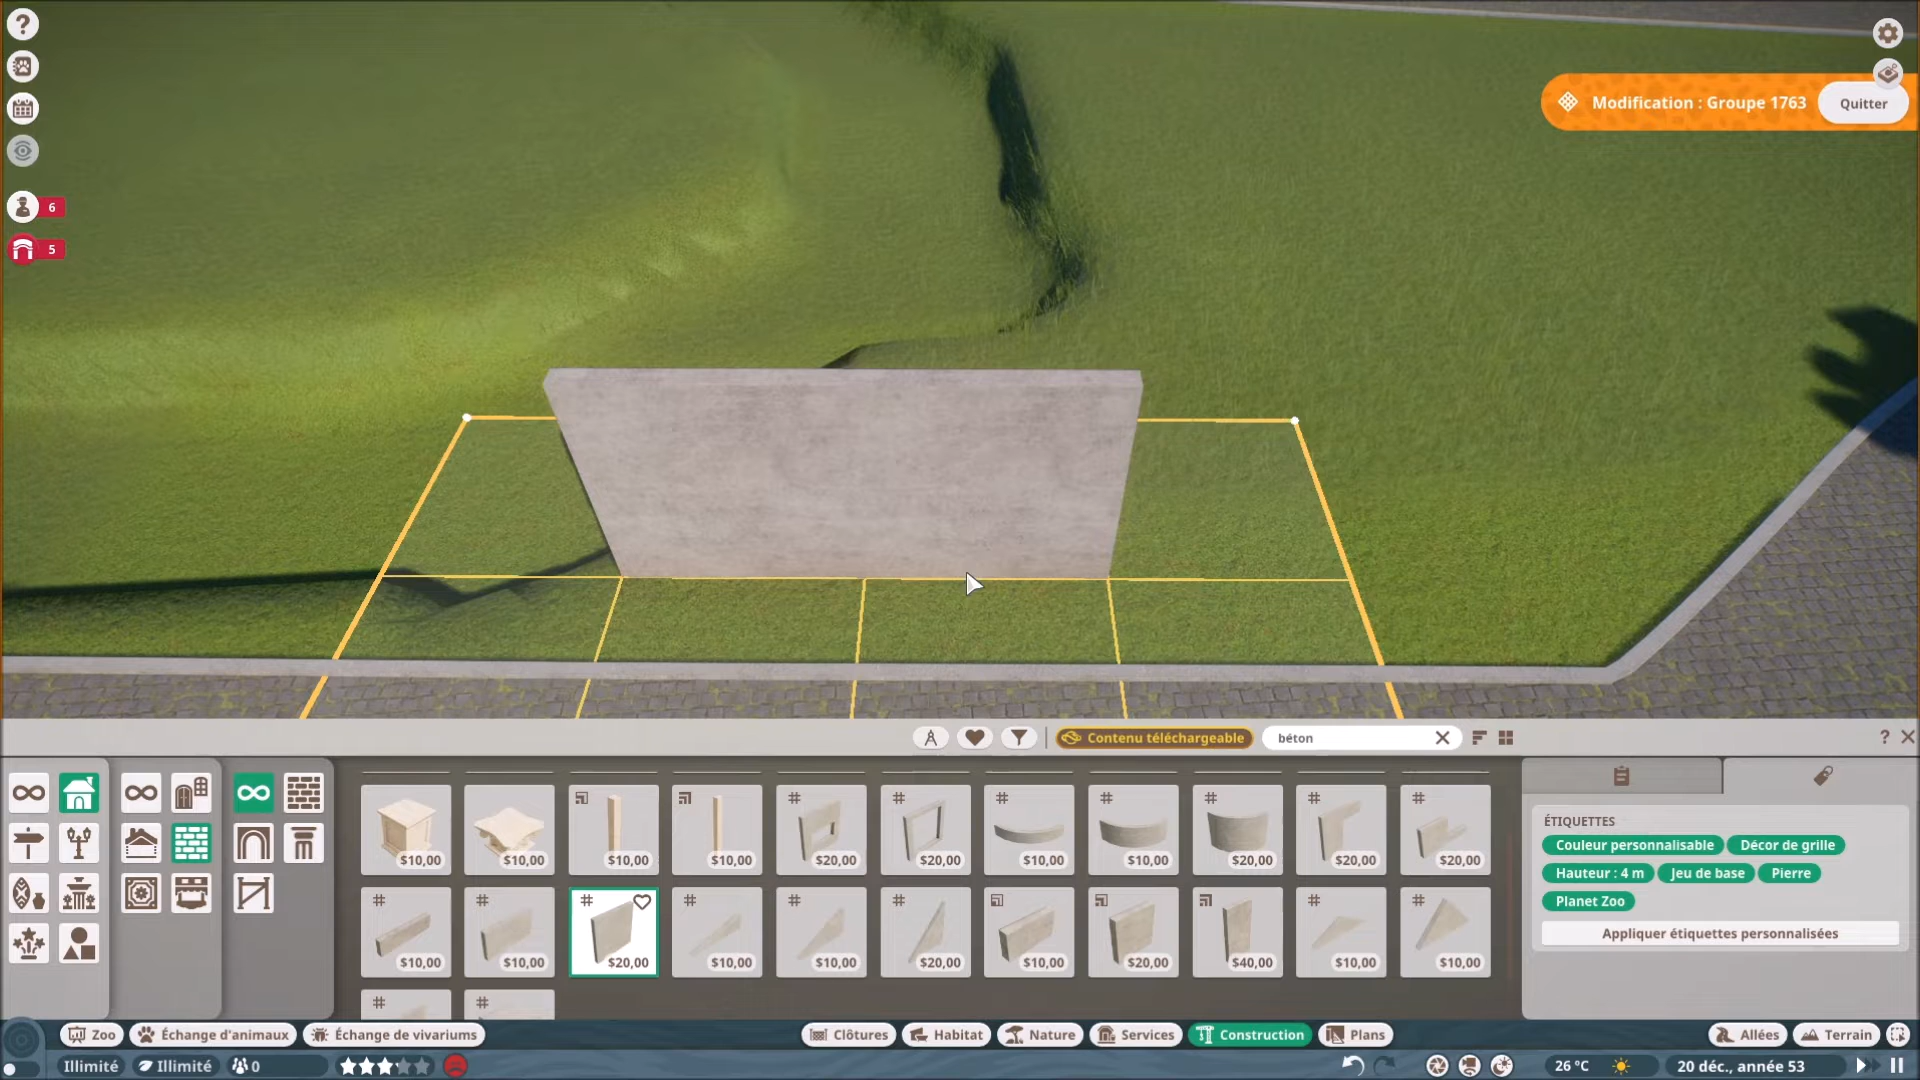 ?
Modification : Groupe 1763
Quitter
6
5
Contenu téléchargeable
béton
?
$10,00
$10,00
$10,00
$10,00
$20,00
$20,00
$10,00
$10,00
$20,00
$20,00
$20,00
$10,00
$10,00
$20,00
$10,00
$10,00
$20,00
$10,00
$20,00
$40,00
$10,00
$10,00
ÉTIQUETTES
Couleur personnalisable
Décor de grille
Hauteur : 4 m
Jeu de base
Pierre
Planet Zoo
Appliquer étiquettes personnalisées
Zoo
Échange d'animaux
Échange de vivariums
Clôtures
Habitat
Nature
Services
Construction
Plans
Allées
Terrain
Illimité
Illimité
0
26 °C
20 déc., année 53